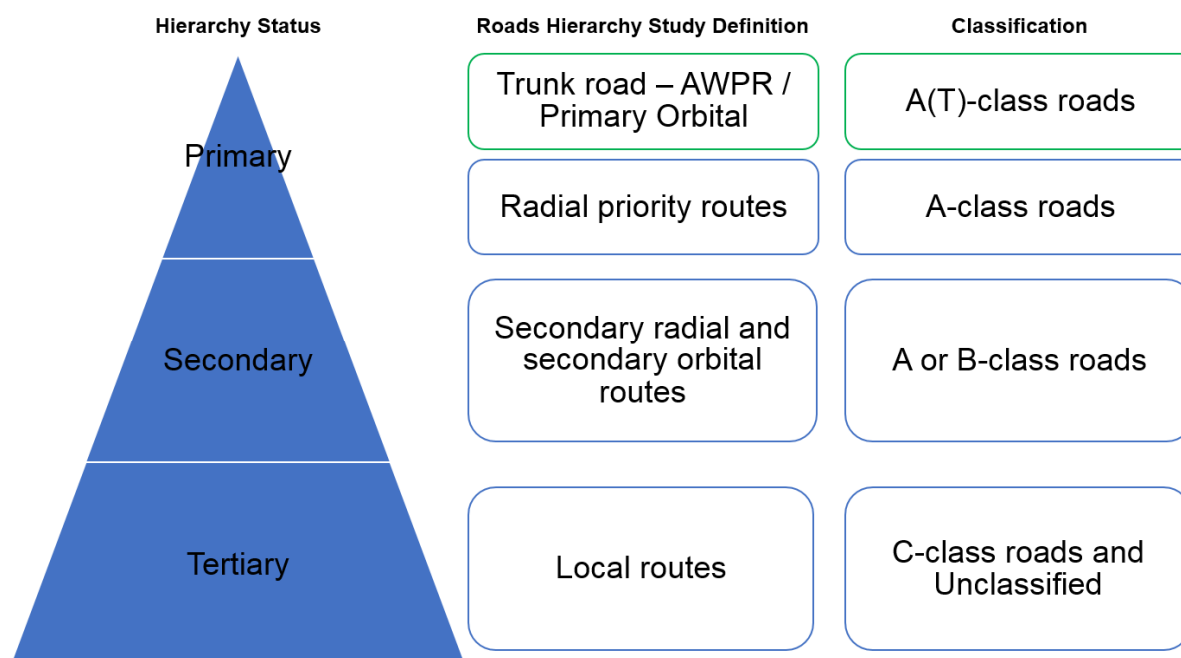 Hierarchy Status
Roads Hierarchy Study Definition
Classification
Primary
Trunk road – AWPR /
Primary Orbital
A(T)-class roads
Radial priority routes
A-class roads
Secondary
Secondary radial and
secondary orbital
routes
A or B-class roads
Tertiary
Local routes
C-class roads and
Unclassified